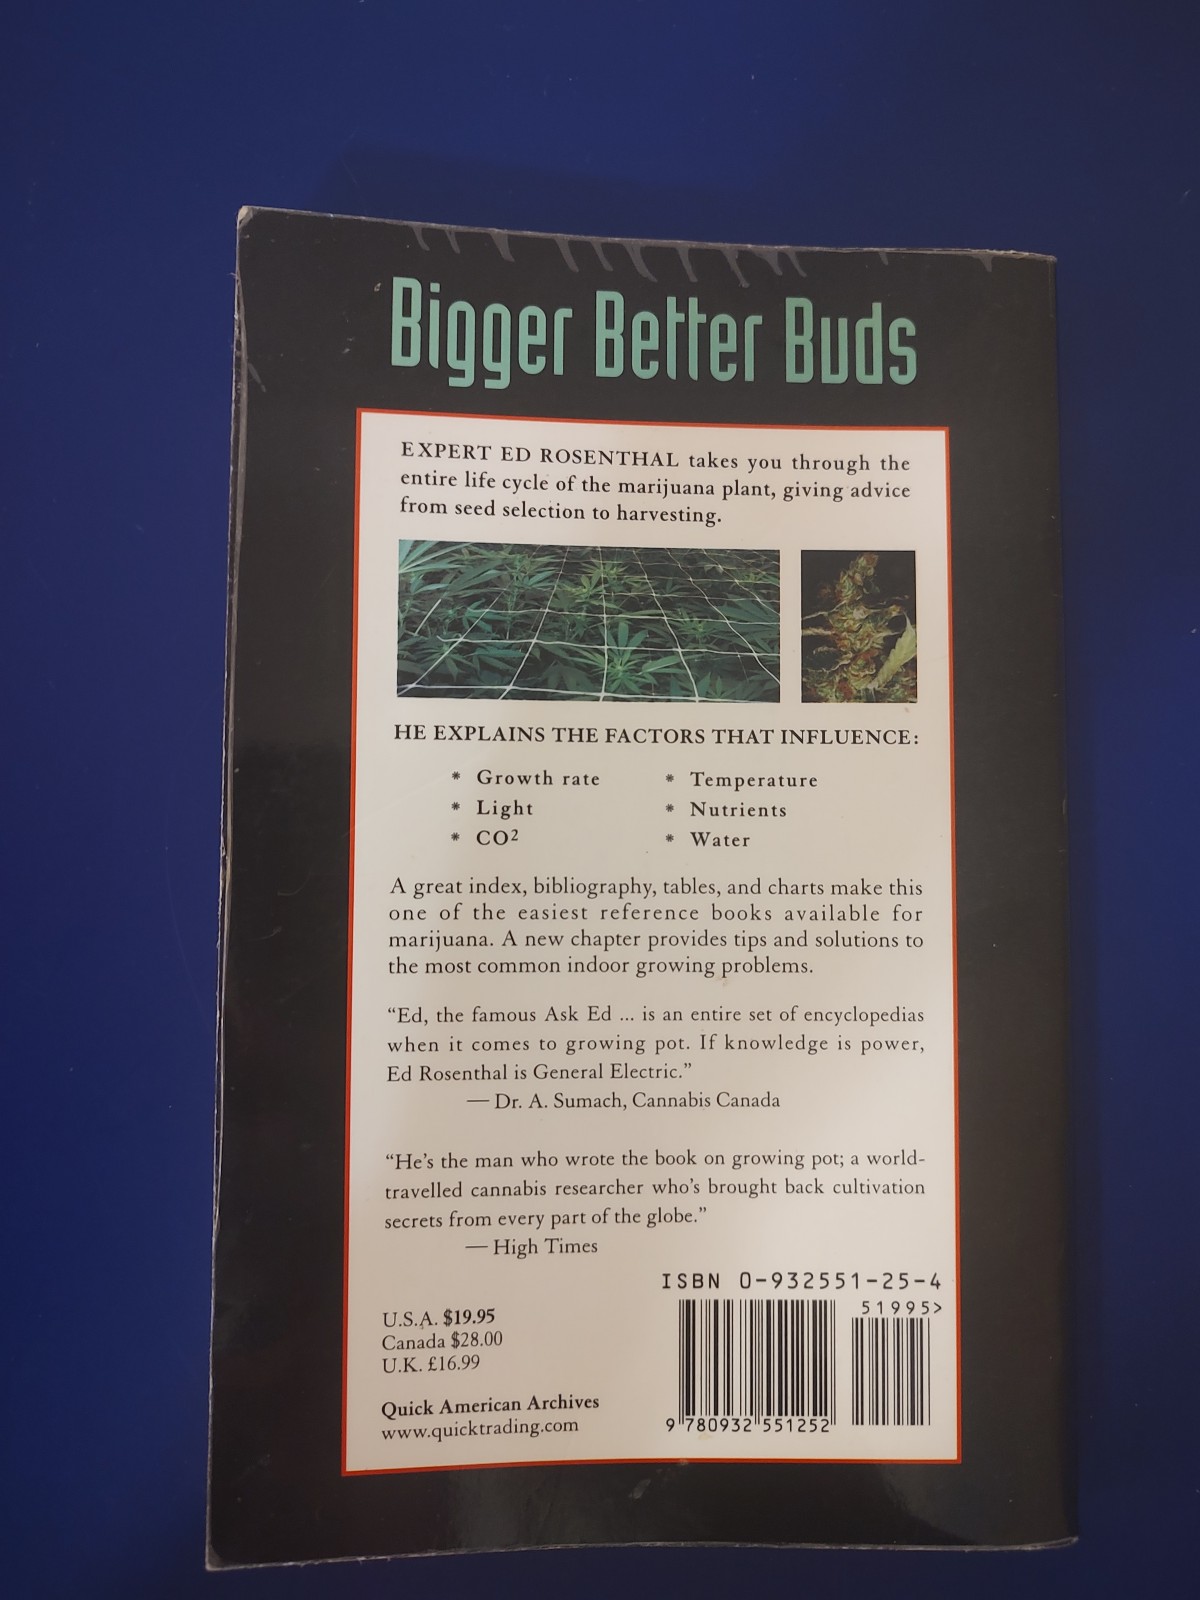 Bigger Better Buds
EXPERT ED ROSENTHAL takes you through the
entire life cycle of the marijuana plant, giving advice
from seed selection to harvesting.
HE EXPLAINS THE FACTORS THAT INFLUENCE:
* Growth rate
* Light
* CO²
* Temperature
* Nutrients
* Water
A great index, bibliography, tables, and charts make this
one of the easiest reference books available for
marijuana. A new chapter provides tips and solutions to
the most common indoor growing problems.
“Ed, the famous Ask Ed ... is an entire set of encyclopedias
when it comes to growing pot. If knowledge is power,
Ed Rosenthal is General Electric.”
— Dr. A. Sumach, Cannabis Canada
“He’s the man who wrote the book on growing pot; a world-
travelled cannabis researcher who’s brought back cultivation
secrets from every part of the globe.”
— High Times
U.S.A. $19.95
Canada $28.00
U.K. £16.99
Quick American Archives
www.quicktrading.com
ISBN 0-932551-25-4
51995>
9 780932 551252